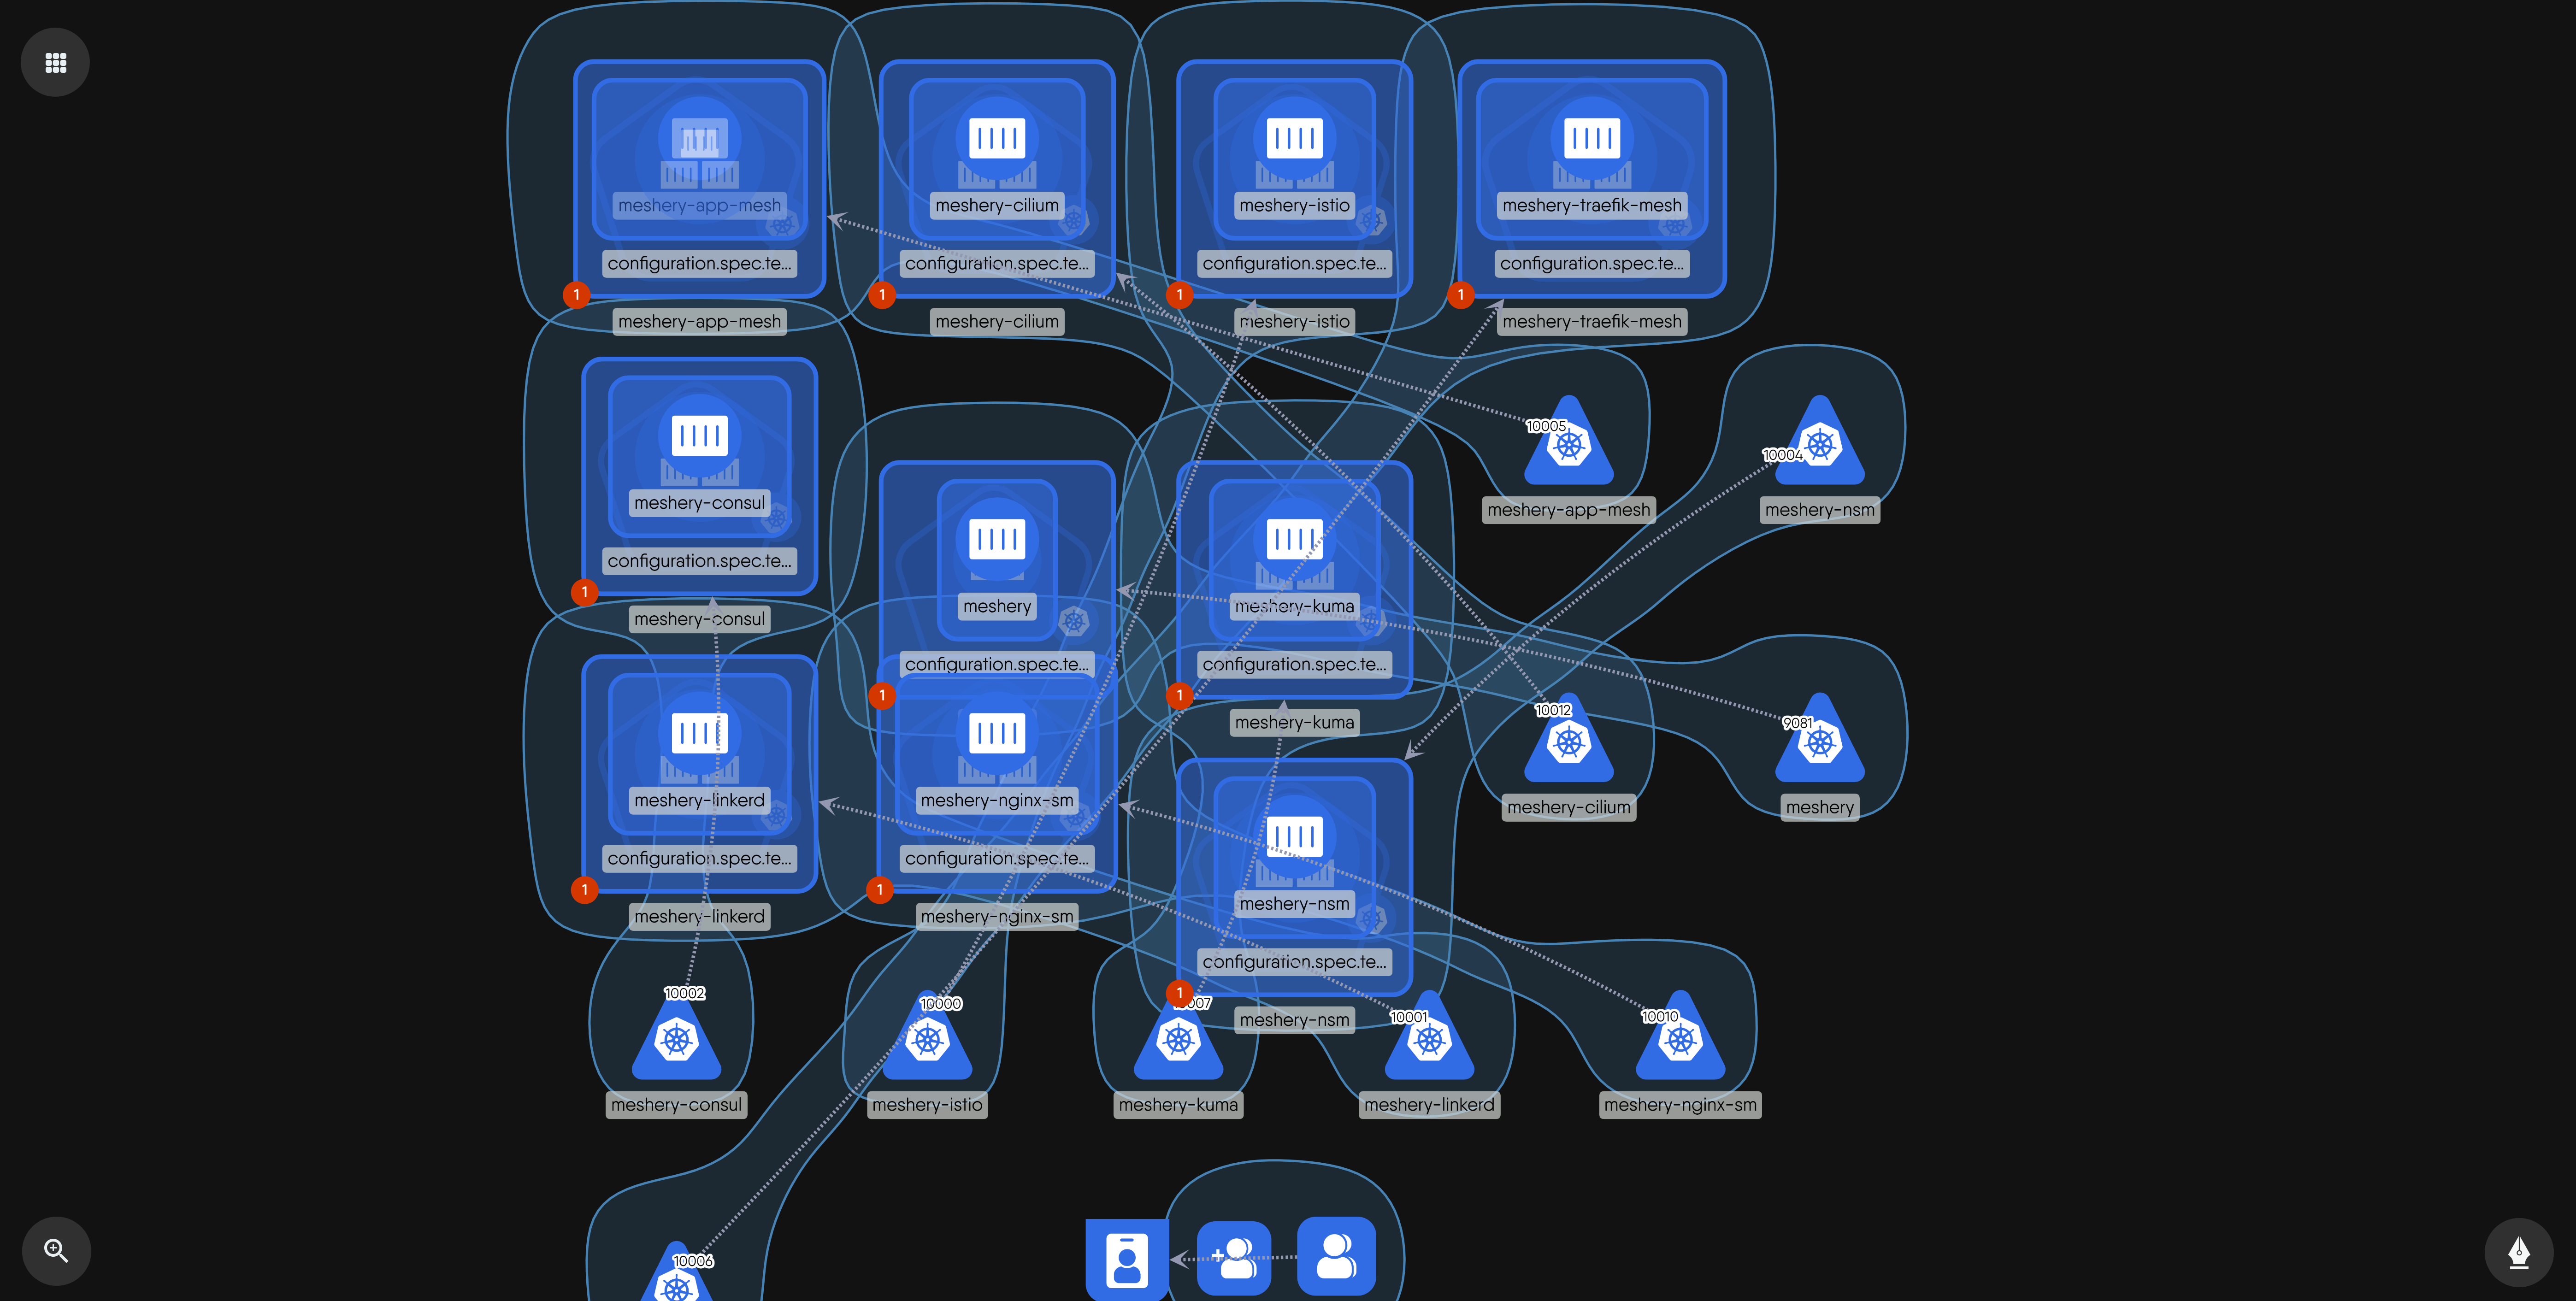 meshery-app-mesh
meshery-cilium
meshery-istio
meshery-traefik-mesh
configuration.spec.te...
configuration.spec.te...
configuration.spec.te...
configuration.spec.te...
1
1
1
1
meshery-app-mesh
meshery-cilium
meshery-istio
meshery-traefik-mesh
10005
10004
meshery-consul
meshery-app-mesh
meshery-nsm
configuration.spec.te...
1
meshery-consul
meshery
meshery-kuma
configuration.spec.te...
configuration.spec.te...
1
1
meshery-kuma
10012
9081
meshery-linkerd
meshery-nginx-sm
meshery-cilium
meshery
configuration.spec.te...
configuration.spec.te...
1
1
meshery-linkerd
meshery-nginx-sm
meshery-nsm
configuration.spec.te...
1
10002
10000
007
meshery-nsm
10001
10010
meshery-consul
meshery-istio
meshery-kuma
meshery-linkerd
meshery-nginx-sm
10006